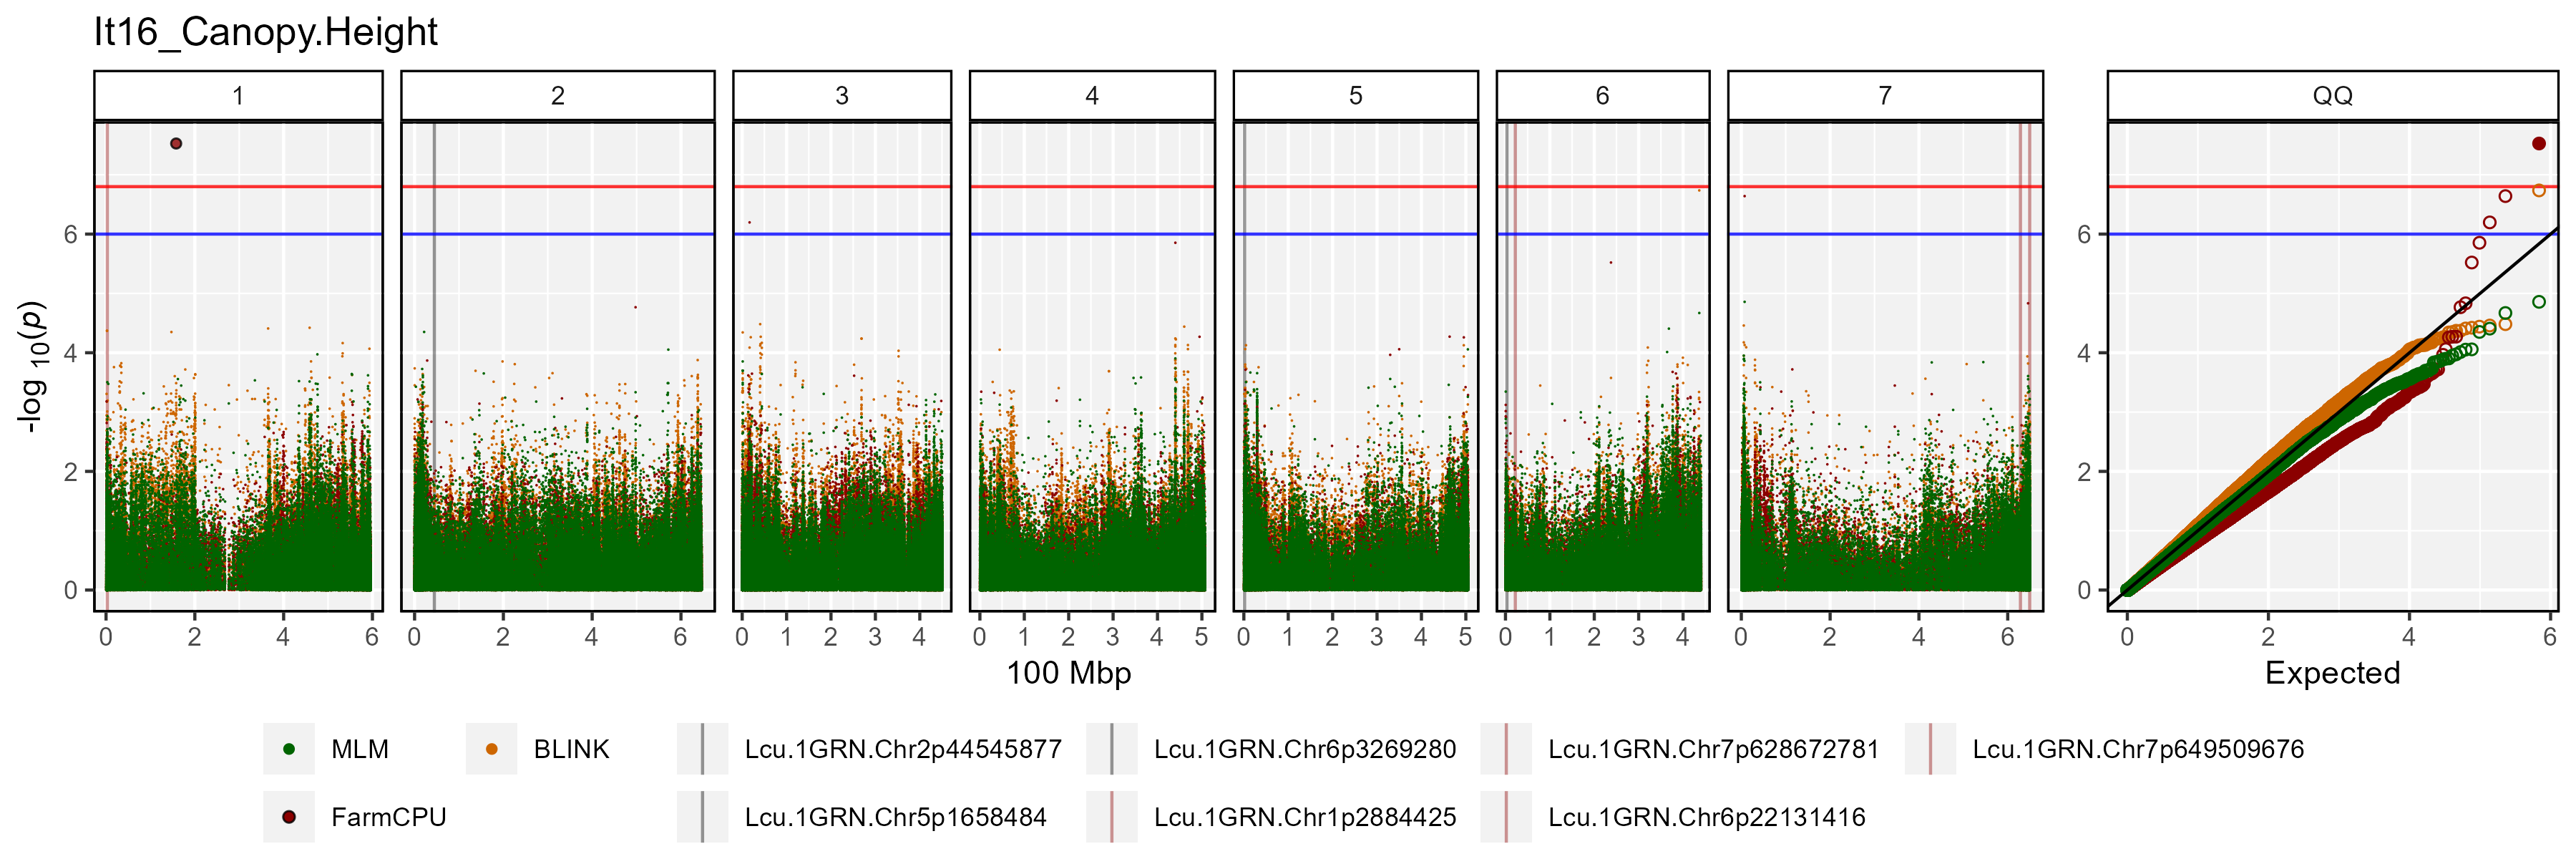 It16_Canopy.Height
1 2 3 4 5 6 7 QQ
-log 10(p)
6
4
2
0
6
4
2
0
0 2 4 6 0 2 4 6 0 1 2 3 4 0 1 2 3 4 5 0 1 2 3 4 5 0 1 2 3 4 0 2 4 6 0 2 4 6
100 Mbp Expected
MLM BLINK Lcu.1GRN.Chr2p44545877 Lcu.1GRN.Chr6p3269280 Lcu.1GRN.Chr7p628672781 Lcu.1GRN.Chr7p649509676
FarmCPU Lcu.1GRN.Chr5p1658484 Lcu.1GRN.Chr1p2884425 Lcu.1GRN.Chr6p22131416